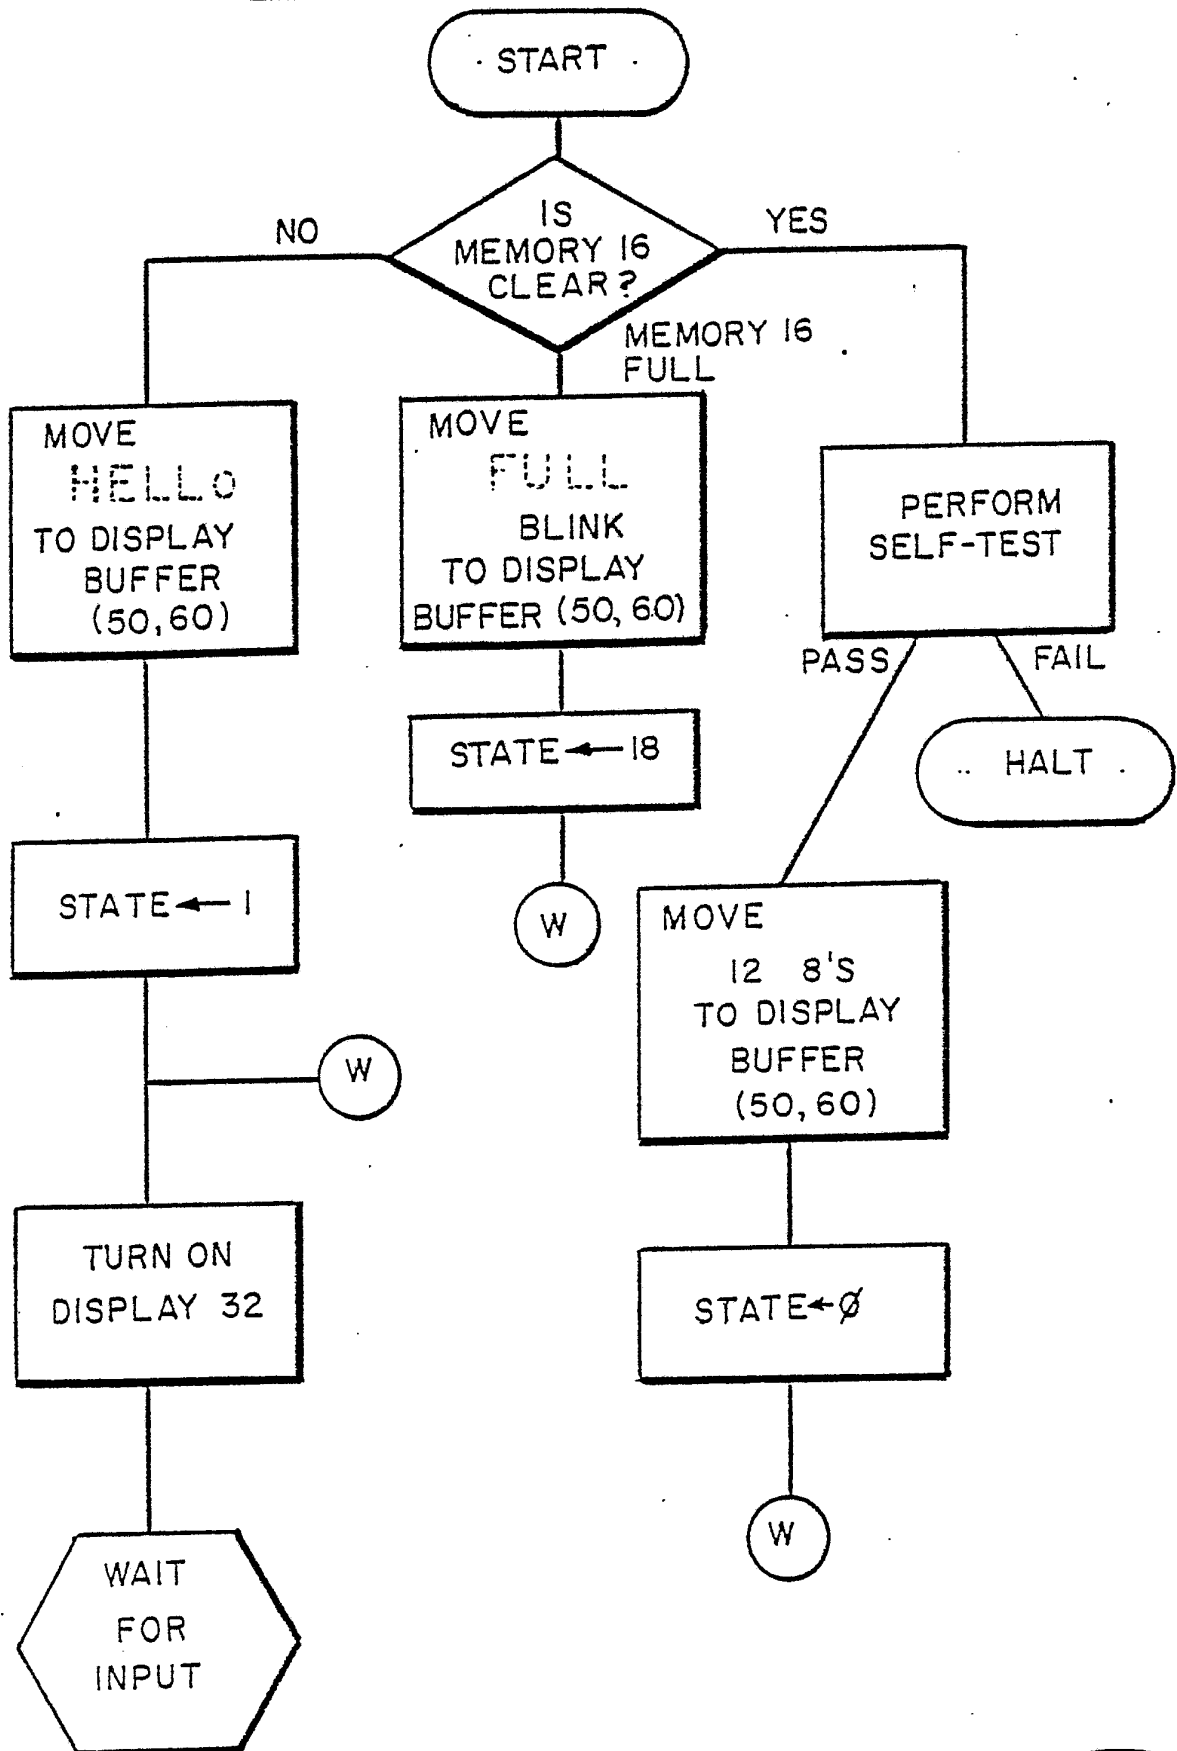 START
IS
MEMORY 16
CLEAR?
NO
YES
MEMORY 16
FULL
MOVE
HELLo
TO DISPLAY
BUFFER
(50,60)
MOVE
FULL
BLINK
TO DISPLAY
BUFFER (50, 60)
PERFORM
SELF-TEST
PASS
FAIL
HALT
STATE←18
W
STATE←1
W
MOVE
12 8'S
TO DISPLAY
BUFFER
(50,60)
TURN ON
DISPLAY 32
STATE←Ø
W
WAIT
FOR
INPUT